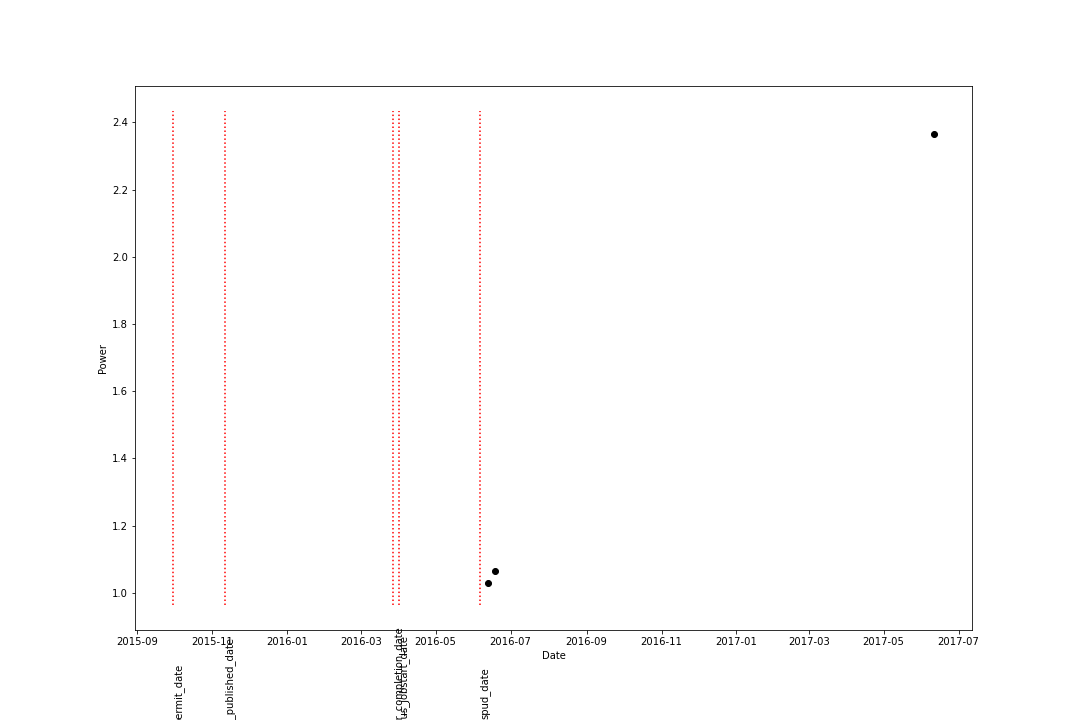 2.4
2.2
2.0
1.8
1.6
1.4
1.2
1.0
Power
2015-09 2015-11 2016-01 2016-03 2016-05 2016-07 2016-09 2016-11 2017-01 2017-03 2017-05 2017-07
Date
ermit_date
_published_date
r_completion_date
us_jobstart_date
spud_date